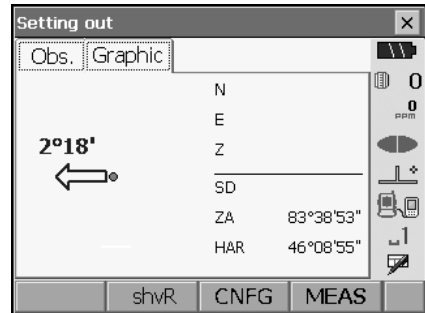 Setting out
Obs. Graphic
N
E
Z
2°18'
SD
ZA 83°38'53"
HAR 46°08'55"
0
0
PPM
1
shvR CNFG MEAS